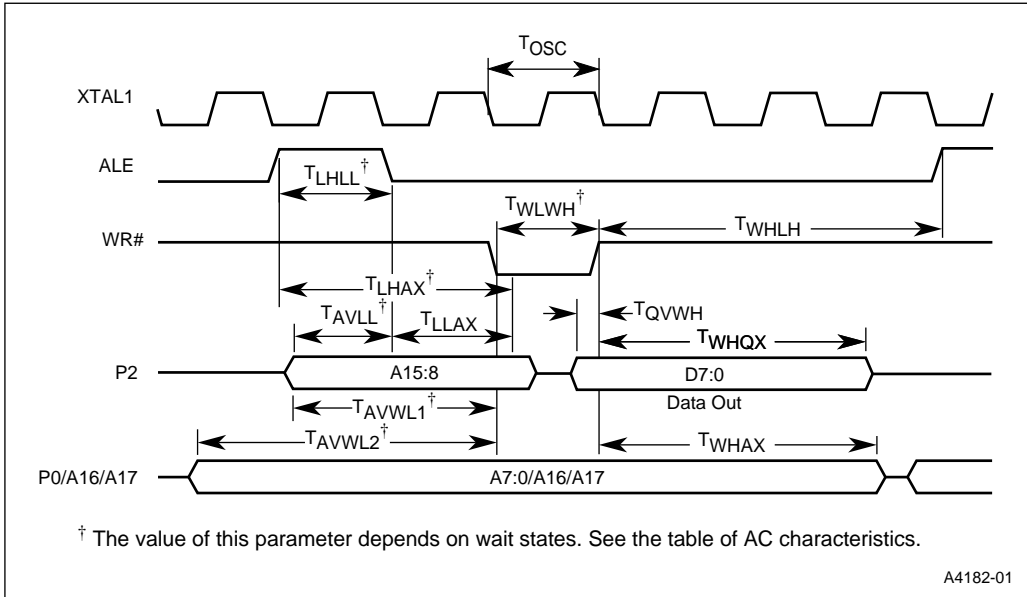 TOSC
XTAL1
ALE
TLHLL†
TWLWH†
WR#
TWHLH
TLHAX†
TAVLL†
TLLAX
TQVWH
TWHQX
P2
A15:8
D7:0
Data Out
TAVWL1†
TAVWL2†
TWHAX
P0/A16/A17
A7:0/A16/A17
† The value of this parameter depends on wait states. See the table of AC characteristics.
A4182-01